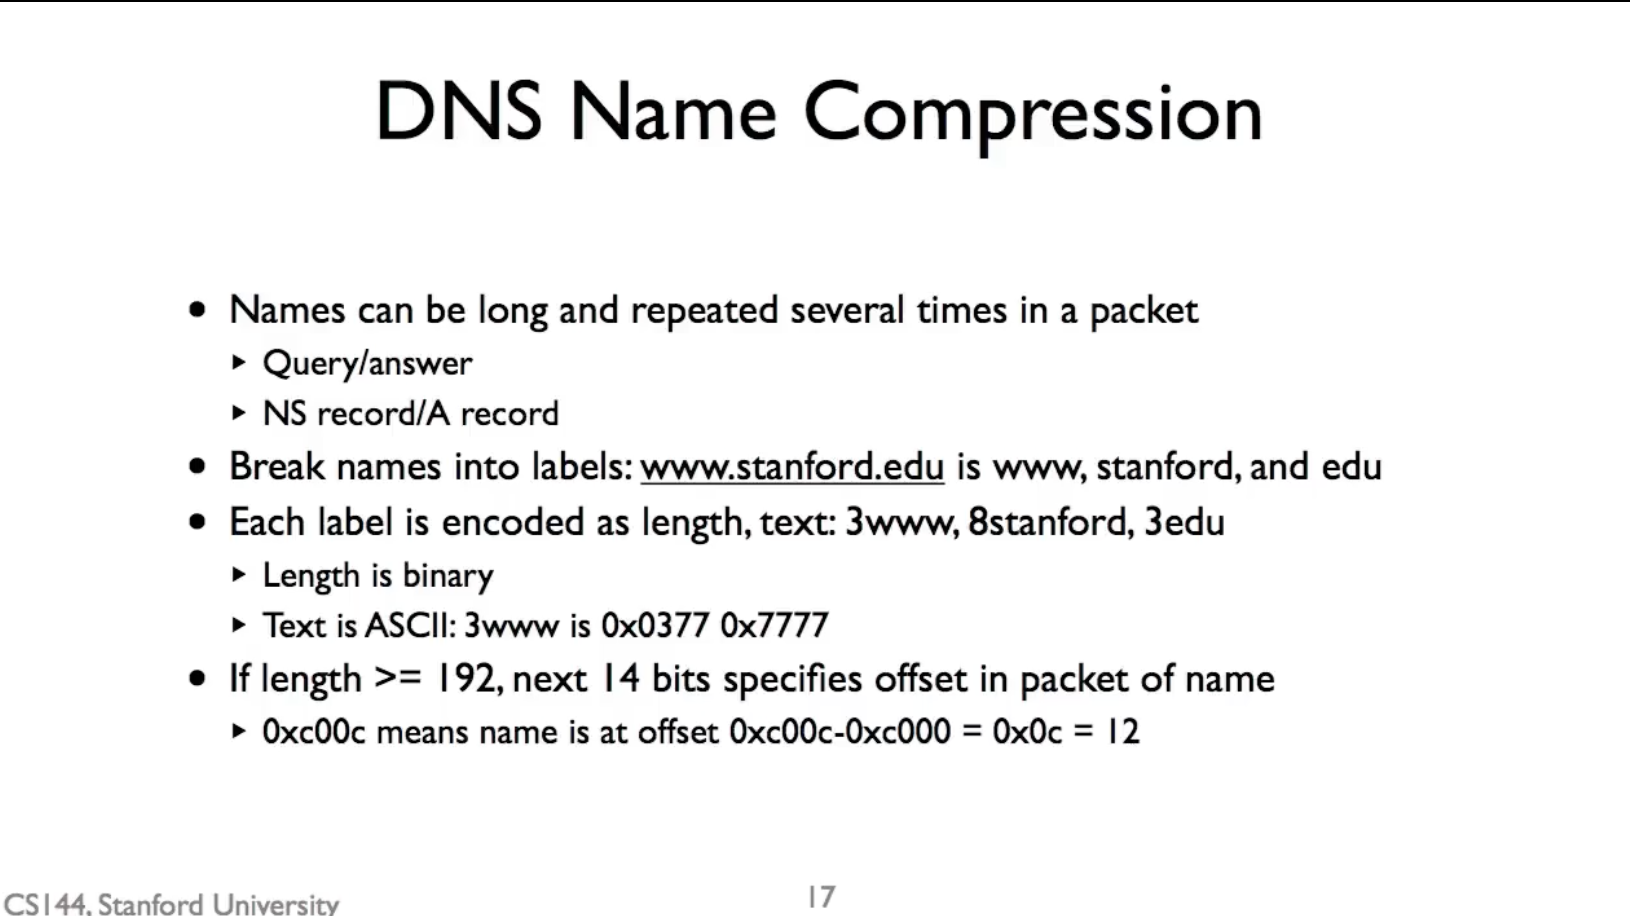 DNS Name Compression
• Names can be long and repeated several times in a packet
‣ Query/answer
‣ NS record/A record
• Break names into labels: www.stanford.edu is www, stanford, and edu
• Each label is encoded as length, text: 3www, 8stanford, 3edu
‣ Length is binary
‣ Text is ASCII: 3www is 0x0377 0x7777
• If length >= 192, next 14 bits specifies offset in packet of name
‣ 0xc00c means name is at offset 0xc00c-0xc000 = 0x0c = 12
CS144, Stanford University
17